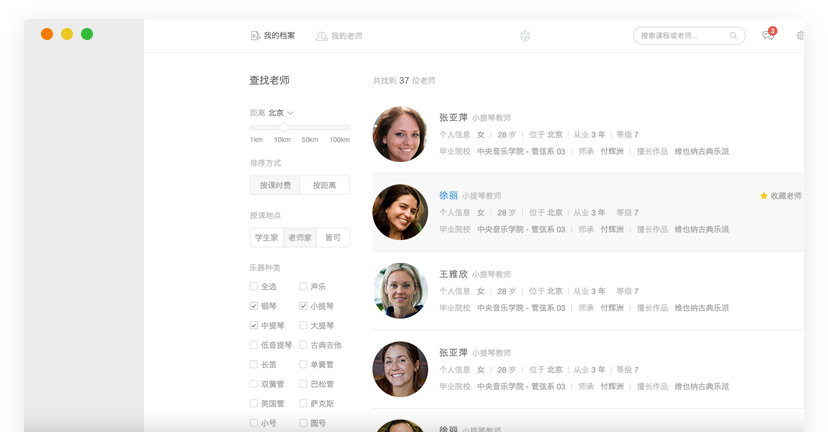 我的档案 我的老师 搜索课程或老师... 3
查找老师
共找到 37 位老师
距离 北京
1km 10km 50km 100km
排序方式
按课时费 按距离
授课地点
学生家 老师家 皆可
乐器种类
全选 声乐
钢琴 小提琴
中提琴 大提琴
低音提琴 古典吉他
长笛 单簧管
双簧管 巴松管
英国管 萨克斯
小号 圆号
张亚萍 小提琴教师
个人信息 女 | 28 岁 | 位于 北京 | 从业 3 年 | 等级 7
毕业院校 中央音乐学院 - 管弦系 03 | 师承 付辉洲 | 擅长作品 维也纳古典乐派
徐丽 小提琴教师 收藏老师
个人信息 女 | 28 岁 | 位于 北京 | 从业 3 年 等级 7
毕业院校 中央音乐学院 - 管弦系 03 | 师承 付辉洲 | 擅长作品 维也纳古典乐派
王雅欣 小提琴教师
个人信息 女 | 28 岁 | 位于 北京 | 从业 3 年 等级 7
毕业院校 中央音乐学院 - 管弦系 03 | 师承 付辉洲 | 擅长作品 维也纳古典乐派
张亚萍 小提琴教师
个人信息 女 | 28 岁 | 位于 北京 | 从业 3 年 | 等级 7
毕业院校 中央音乐学院 - 管弦系 03 | 师承 付辉洲 | 擅长作品 维也纳古典乐派
徐丽 小提琴教师